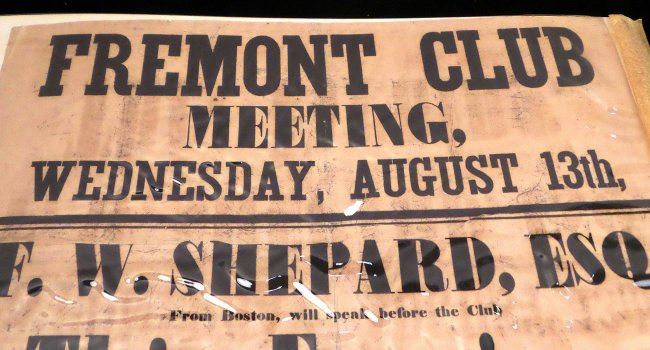 FREMONT CLUB
MEETING,
WEDNESDAY, AUGUST 13th,
F. W. SHEPARD, ESQ
From Boston, will speak before the Club